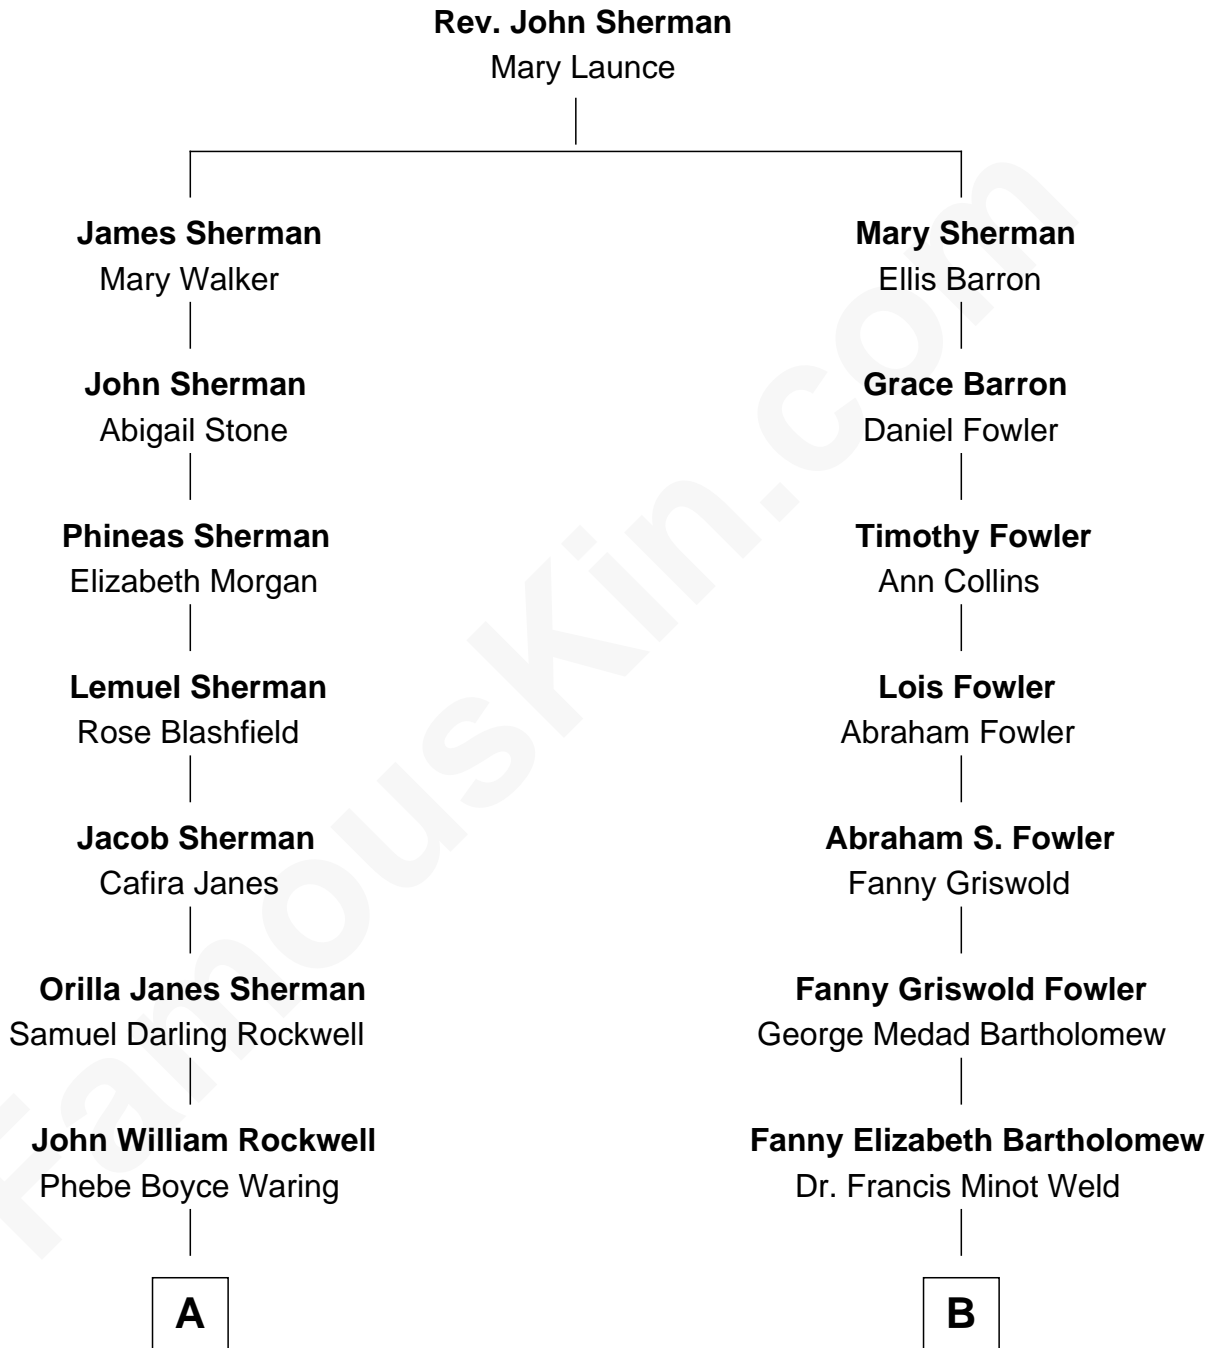 Rev. John Sherman
Mary Launce
James Sherman
Mary Walker
John Sherman
Abigail Stone
Phineas Sherman
Elizabeth Morgan
Lemuel Sherman
Rose Blashfield
Jacob Sherman
Cafira Janes
Orilla Janes Sherman
Samuel Darling Rockwell
John William Rockwell
Phebe Boyce Waring
A
Mary Sherman
Ellis Barron
Grace Barron
Daniel Fowler
Timothy Fowler
Ann Collins
Lois Fowler
Abraham Fowler
Abraham S. Fowler
Fanny Griswold
Fanny Griswold Fowler
George Medad Bartholomew
Fanny Elizabeth Bartholomew
Dr. Francis Minot Weld
B
FamousKin.com